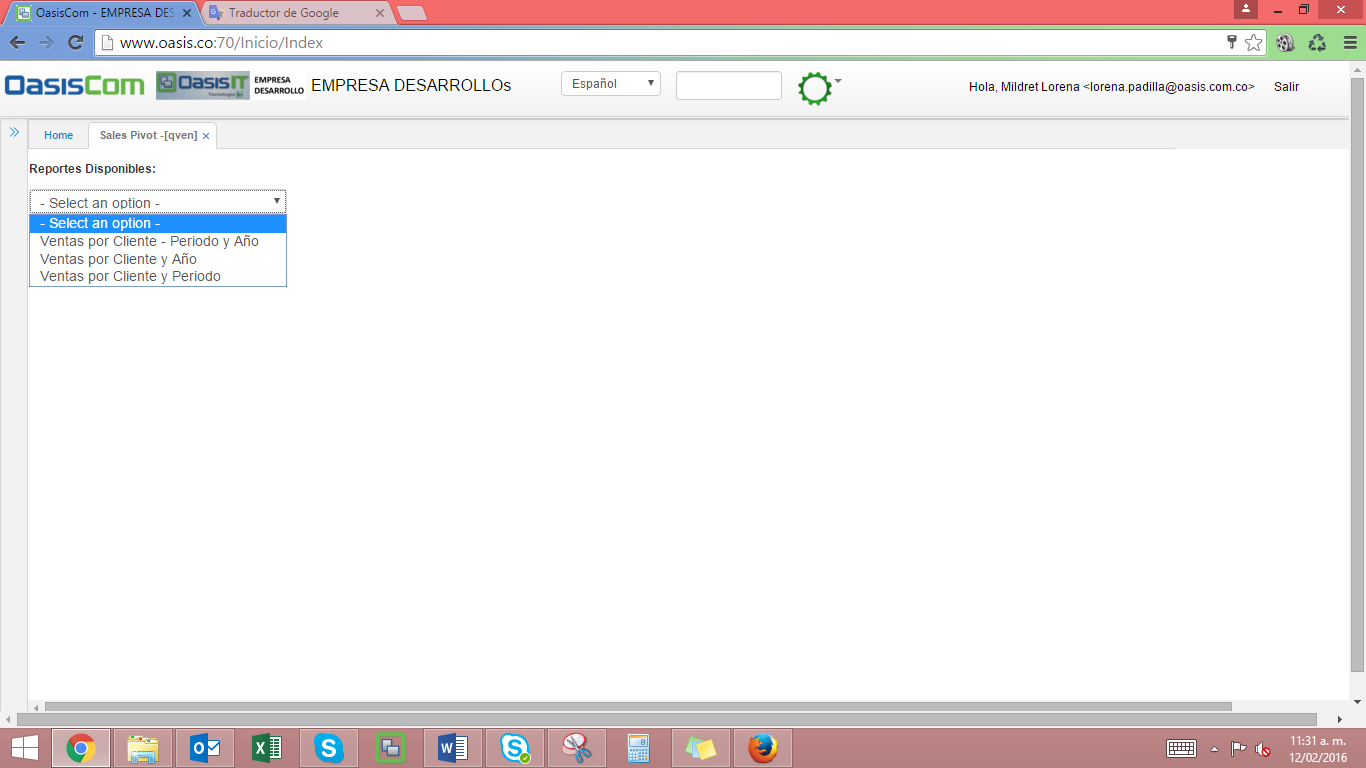 OasisCom - EMPRESA DES
Traductor de Google
www.oasis.co:70/Inicio/Index
OasisCom
OasisIT
Tecnología
EMPRESA
DESARROLLO
EMPRESA DESARROLLOs
Español
Hola, Mildret Lorena <lorena.padilla@oasis.com.co>
Salir
Home
Sales Pivot -[qven]
Reportes Disponibles:
- Select an option -
- Select an option -
Ventas por Cliente - Periodo y Año
Ventas por Cliente y Año
Ventas por Cliente y Periodo
11:31 a. m.
12/02/2016